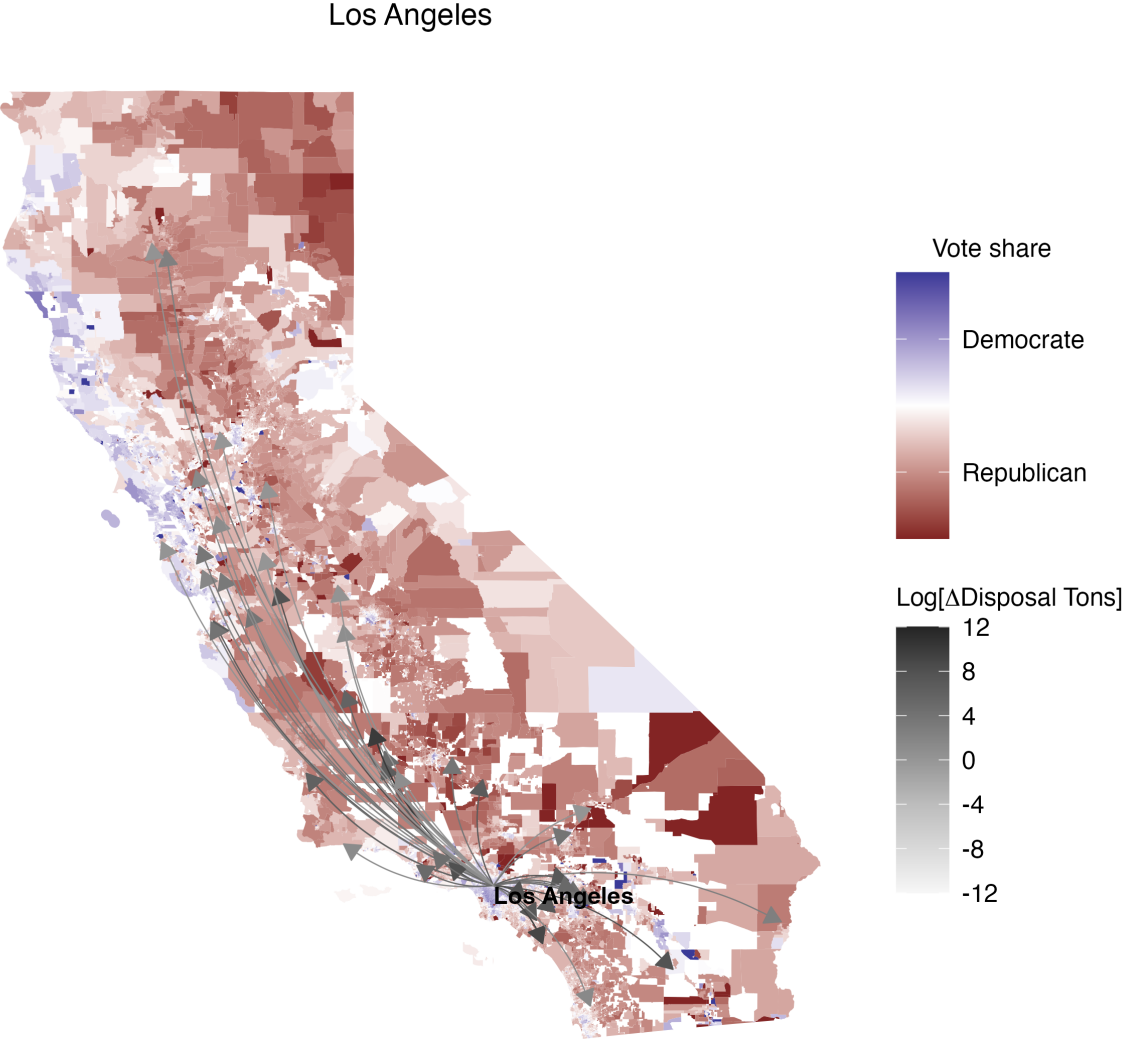 Los Angeles
Vote share
Democrate
Republican
Log[ΔDisposal Tons]
12
8
4
0
-4
-8
-12
Los Angeles